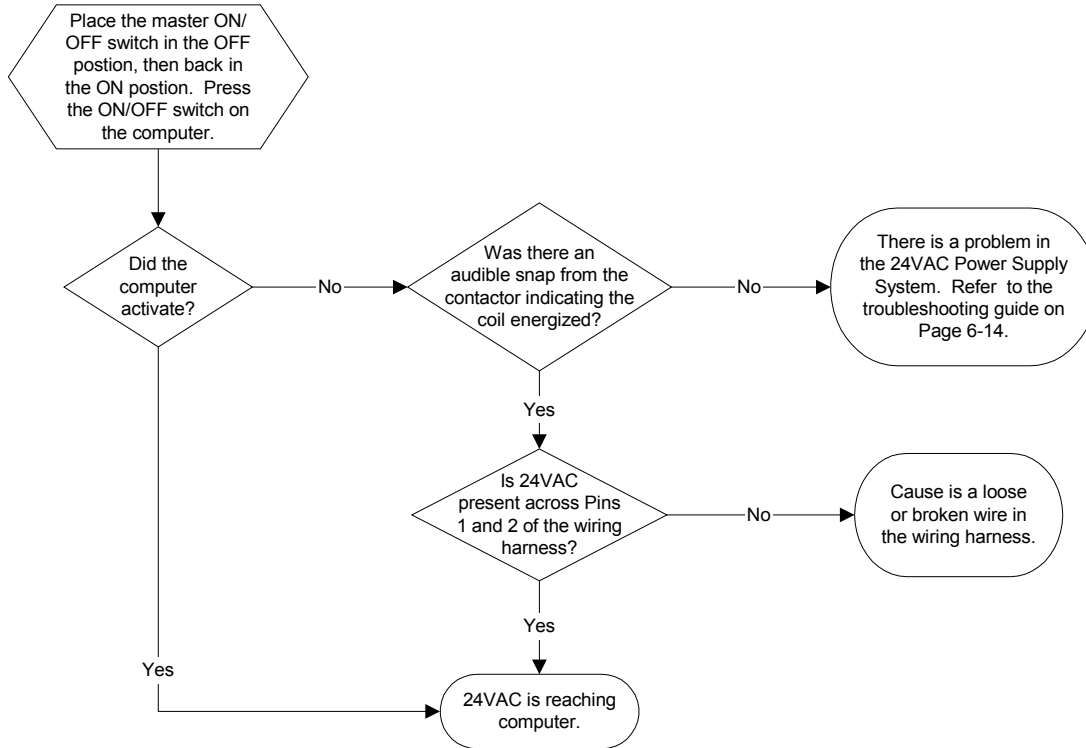 Place the master ON/
OFF switch in the OFF
postion, then back in
the ON postion.  Press
the ON/OFF switch on
the computer.
Did the
computer
activate?
No
Was there an
audible snap from the
contactor indicating the
coil energized?
No
There is a problem in
the 24VAC Power Supply
System.  Refer  to the
troubleshooting guide on
Page 6-14.
Yes
Is 24VAC
present across Pins
1 and 2 of the wiring
harness?
No
Cause is a loose
or broken wire in
the wiring harness.
Yes
Yes
24VAC is reaching
computer.